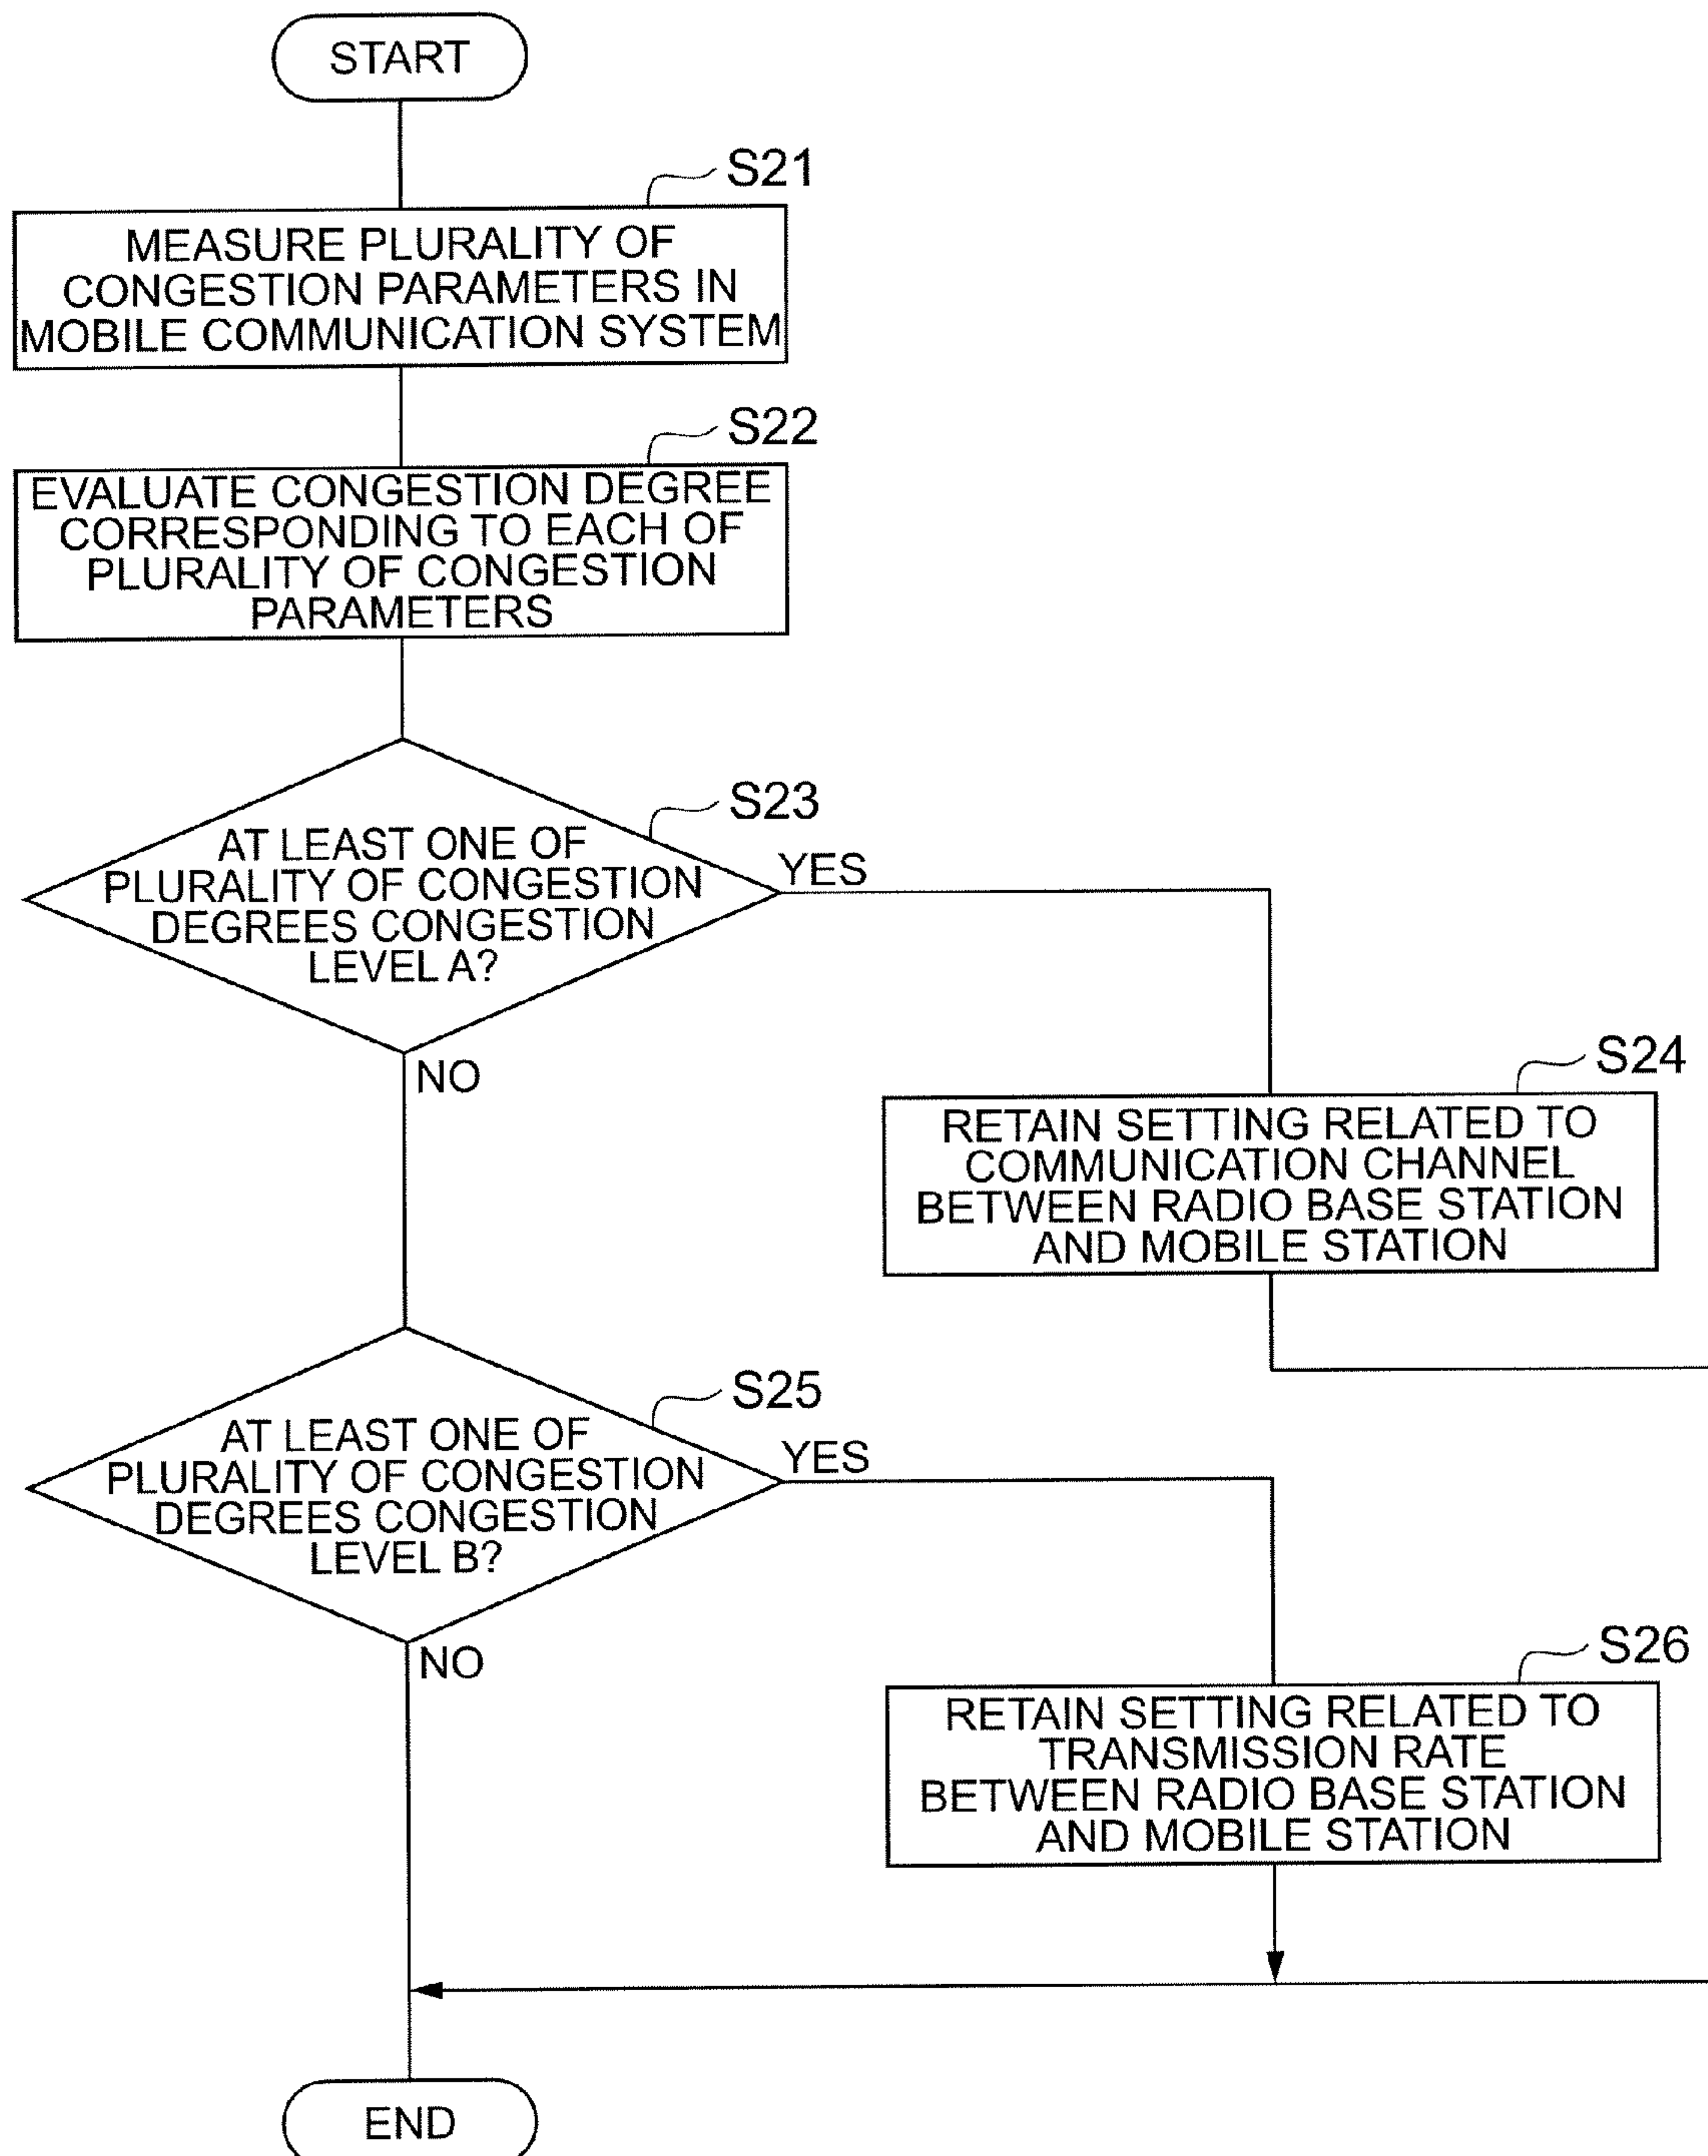 START
S21
MEASURE PLURALITY OF
CONGESTION PARAMETERS IN
MOBILE COMMUNICATION SYSTEM
S22
EVALUATE CONGESTION DEGREE
CORRESPONDING TO EACH OF
PLURALITY OF CONGESTION
PARAMETERS
S23
AT LEAST ONE OF
PLURALITY OF CONGESTION
DEGREES CONGESTION
LEVEL A?
YES
NO
S24
RETAIN SETTING RELATED TO
COMMUNICATION CHANNEL
BETWEEN RADIO BASE STATION
AND MOBILE STATION
S25
AT LEAST ONE OF
PLURALITY OF CONGESTION
DEGREES CONGESTION
LEVEL B?
YES
NO
S26
RETAIN SETTING RELATED TO
TRANSMISSION RATE
BETWEEN RADIO BASE STATION
AND MOBILE STATION
END